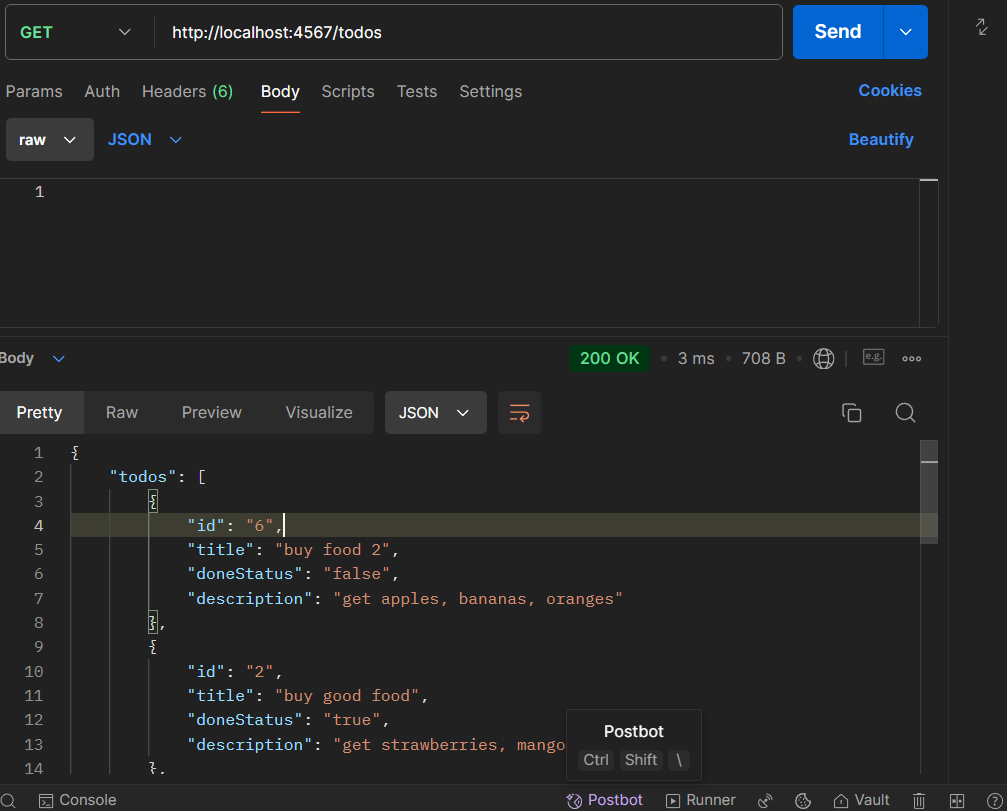 GET http://localhost:4567/todos Send
Params Auth Headers (6) Body Scripts Tests Settings Cookies
raw JSON Beautify
1
Body 200 OK 3 ms 708 B e.g.
Pretty Raw Preview Visualize JSON
1 {
2 "todos": [
3 {
4 "id": "6",
5 "title": "buy food 2",
6 "doneStatus": "false",
7 "description": "get apples, bananas, oranges"
8 },
9 {
10 "id": "2",
11 "title": "buy good food",
12 "doneStatus": "true",
13 "description": "get strawberries, mango
14 },
Postbot
Ctrl Shift \
Console Postbot Runner Vault